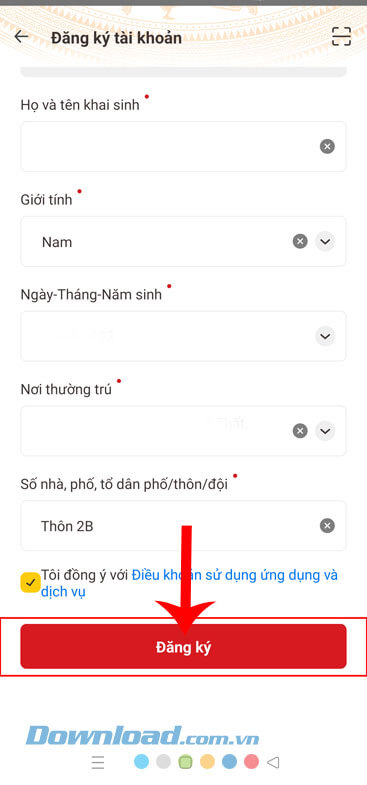 Đăng ký tài khoản
Họ và tên khai sinh
Giới tính
Nam
Ngày-Tháng-Năm sinh
Nơi thường trú
Số nhà, phố, tổ dân phố/thôn/đội
Thôn 2B
Tôi đồng ý với Điều khoản sử dụng ứng dụng và
dịch vụ
Đăng ký
Download.com.vn